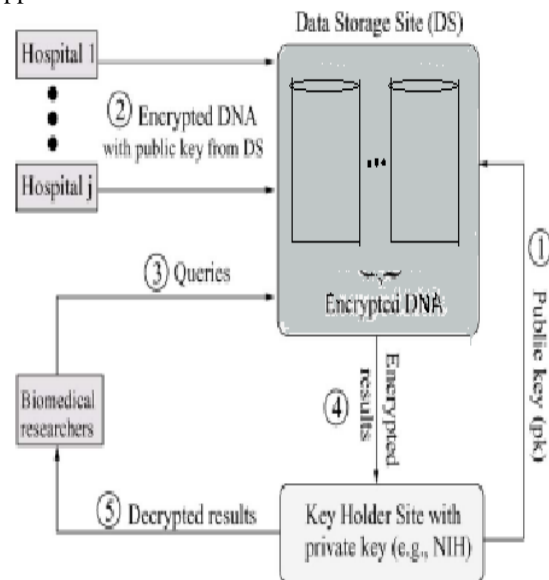 Data Storage Site (DS)
Hospital 1
② Encrypted DNA
with public key from DS
Hospital j
③ Queries
Encrypted DNA
① Public key (pk)
Biomedical
researchers
④ Encrypted
results
⑤ Decrypted results
Key Holder Site with
private key (e.g., NIH)